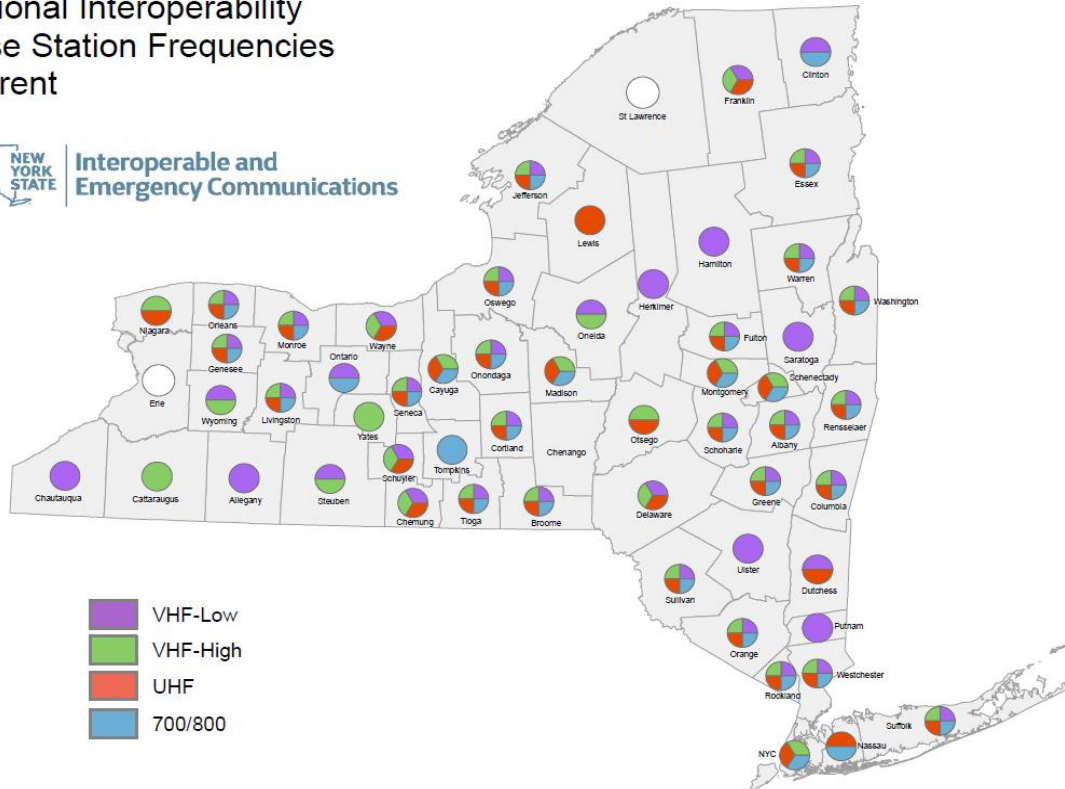 ional Interoperability
se Station Frequencies
rent
NEW
YORK
STATE
Interoperable and
Emergency Communications
Clinton
Franklin
St Lawrence
Essex
Jefferson
Lewis
Hamilton
Warren
Herkimer
Oswego
Washington
Oneida
Niagara
Orleans
Monroe
Wayne
Fulton
Saratoga
Genesee
Ontario
Onondaga
Cayuga
Madison
Montgomery
Schenectady
Erie
Wyoming
Livingston
Seneca
Yates
Cortland
Otsego
Schoharie
Albany
Rensselaer
Chenango
Tompkins
Chautauqua
Cattaraugus
Allegany
Steuben
Schuyler
Chemung
Tioga
Broome
Delaware
Greene
Columbia
Ulster
Dutchess
Sullivan
Putnam
Orange
Westchester
Rockland
Suffolk
NYC
Nassau
VHF-Low
VHF-High
UHF
700/800